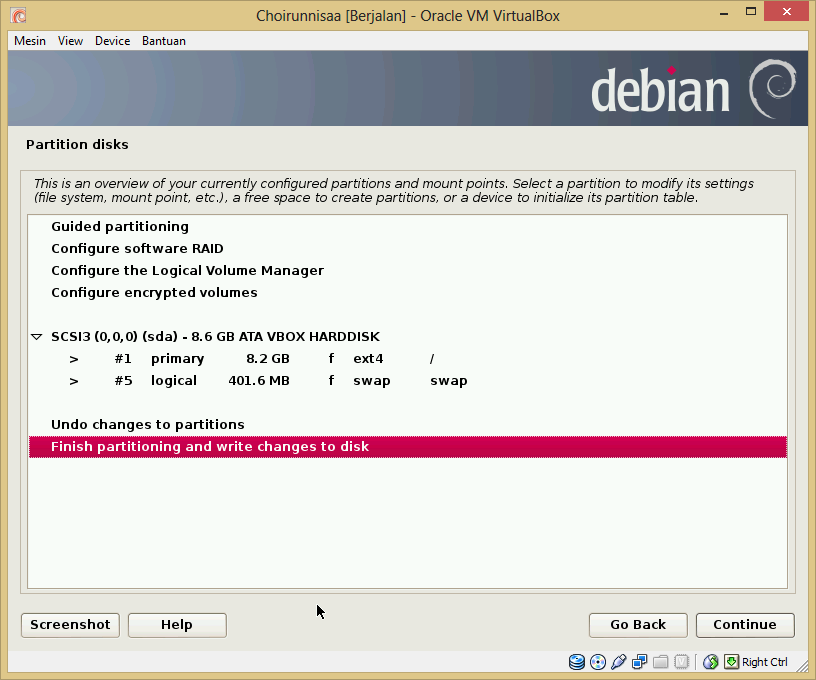 Choirunnisaa [Berjalan] - Oracle VM VirtualBox
Mesin View Device Bantuan
debian
Partition disks
This is an overview of your currently configured partitions and mount points. Select a partition to modify its settings
(file system, mount point, etc.), a free space to create partitions, or a device to initialize its partition table.
Guided partitioning
Configure software RAID
Configure the Logical Volume Manager
Configure encrypted volumes
SCSI3 (0,0,0) (sda) - 8.6 GB ATA VBOX HARDDISK
> #1 primary 8.2 GB f ext4 /
> #5 logical 401.6 MB f swap swap
Undo changes to partitions
Finish partitioning and write changes to disk
Screenshot Help Go Back Continue
Right Ctrl